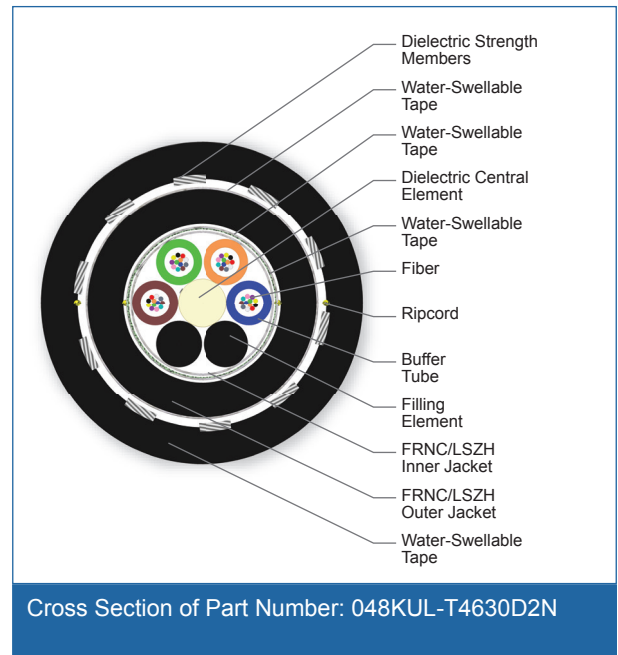 Dielectric Strength
Members
Water-Swellable
Tape
Water-Swellable
Tape
Dielectric Central
Element
Water-Swellable
Tape
Fiber
Ripcord
Buffer
Tube
Filling
Element
FRNC/LSZH
Inner Jacket
FRNC/LSZH
Outer Jacket
Water-Swellable
Tape
Cross Section of Part Number: 048KUL-T4630D2N